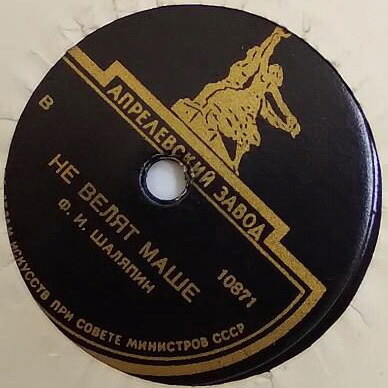 АПРЕЛЕВСКИЙ ЗАВОД
В
НЕ ВЕЛЯТ МАШЕ
Ф. И. ШАЛЯПИН
10871
ИСКУССТВ ПРИ СОВЕТЕ МИНИСТРОВ СССР